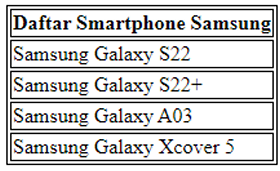 Daftar Smartphone Samsung
Samsung Galaxy S22
Samsung Galaxy S22+
Samsung Galaxy A03
Samsung Galaxy Xcover 5